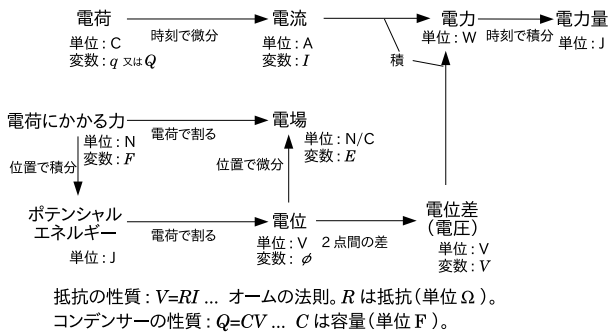 電荷
単位：C
変数：q 又は Q
時刻で微分
電流
単位：A
変数：I
積
電力
単位：W
時刻で積分
電力量
単位：J
電荷にかかる力
単位：N
変数：F
電荷で割る
電場
単位：N/C
変数：E
位置で積分
位置で微分
ポテンシャル
エネルギー
単位：J
電荷で割る
電位
単位：V
変数：ϕ
２点間の差
電位差
（電圧）
単位：V
変数：V
抵抗の性質：V=RI ... オームの法則。R は抵抗（単位 Ω）。
コンデンサーの性質：Q=CV ... C は容量（単位 F）。